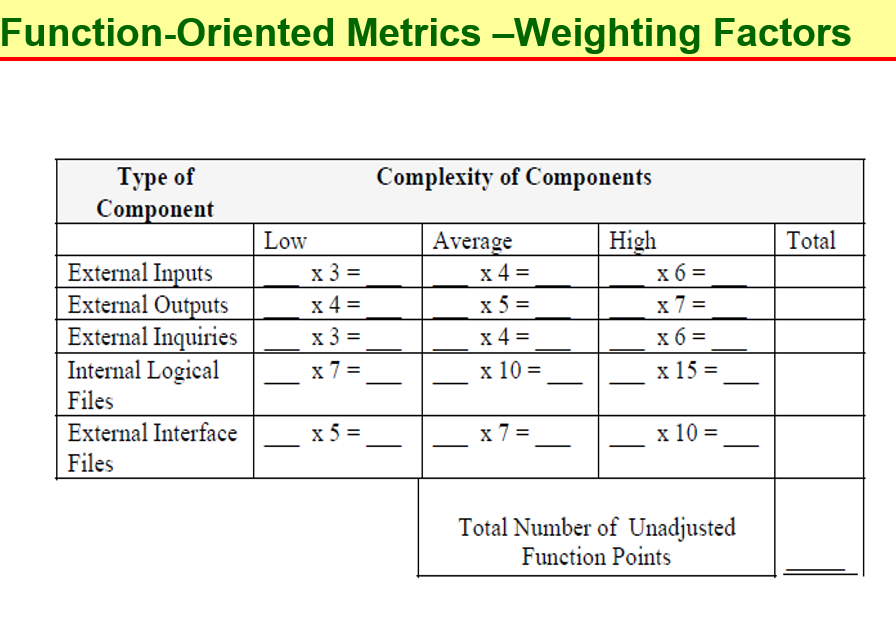 Function-Oriented Metrics –Weighting Factors
Type of Component Complexity of Components
Low Average High Total
External Inputs ___ x 3 = ___ ___ x 4 = ___ ___ x 6 = ___
External Outputs ___ x 4 = ___ ___ x 5 = ___ ___ x 7 = ___
External Inquiries ___ x 3 = ___ ___ x 4 = ___ ___ x 6 = ___
Internal Logical Files ___ x 7 = ___ ___ x 10 = ___ ___ x 15 = ___
External Interface Files ___ x 5 = ___ ___ x 7 = ___ ___ x 10 = ___
Total Number of Unadjusted
Function Points _____